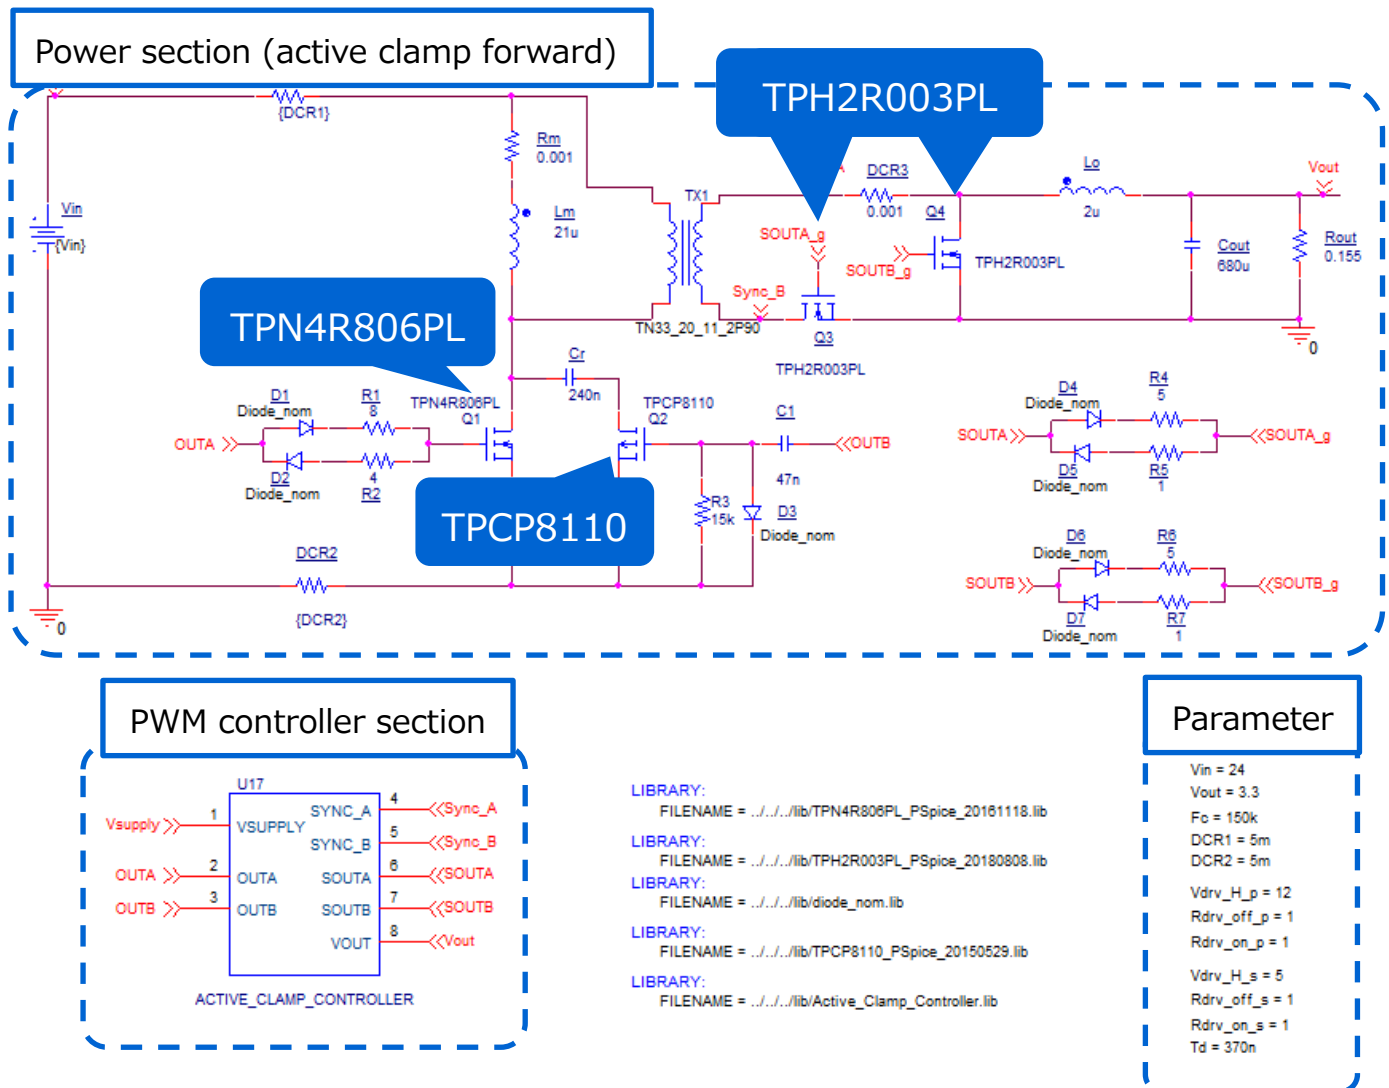 Power section (active clamp forward)
TPH2R003PL
{DCR1}
Rm
0.001
Vin
{Vin}
Lm
21u
TX1
TN33_20_11_2P90
DCR3
0.001
Q4
TPH2R003PL
Lo
2u
Vout
Cout
680u
Rout
0.155
0
SOUTA_g
SOUTB_g
Sync_B
Q3
TPH2R003PL
TPN4R806PL
Cr
240n
D1
Diode_nom
R1
8
TPN4R806PL
Q1
TPCP8110
Q2
C1
47n
OUTB
OUTA
D2
Diode_nom
4
R2
TPCP8110
R3
15k
D3
Diode_nom
DCR2
{DCR2}
0
D4
Diode_nom
R4
5
SOUTA
SOUTA_g
D5
Diode_nom
R5
1
D6
Diode_nom
R6
5
SOUTB
SOUTB_g
D7
Diode_nom
R7
1
PWM controller section
U17
1
VSUPPLY
Vsupply
2
OUTA
OUTA
3
OUTB
OUTB
SYNC_A
4
Sync_A
SYNC_B
5
Sync_B
SOUTA
6
SOUTA
SOUTB
7
SOUTB
VOUT
8
Vout
ACTIVE_CLAMP_CONTROLLER
LIBRARY:
FILENAME = ../../../lib/TPN4R806PL_PSpice_20161118.lib
LIBRARY:
FILENAME = ../../../lib/TPH2R003PL_PSpice_20180808.lib
LIBRARY:
FILENAME = ../../../lib/diode_nom.lib
LIBRARY:
FILENAME = ../../../lib/TPCP8110_PSpice_20150529.lib
LIBRARY:
FILENAME = ../../../lib/Active_Clamp_Controller.lib
Parameter
Vin = 24
Vout = 3.3
Fc = 150k
DCR1 = 5m
DCR2 = 5m
Vdrv_H_p = 12
Rdrv_off_p = 1
Rdrv_on_p = 1
Vdrv_H_s = 5
Rdrv_off_s = 1
Rdrv_on_s = 1
Td = 370n